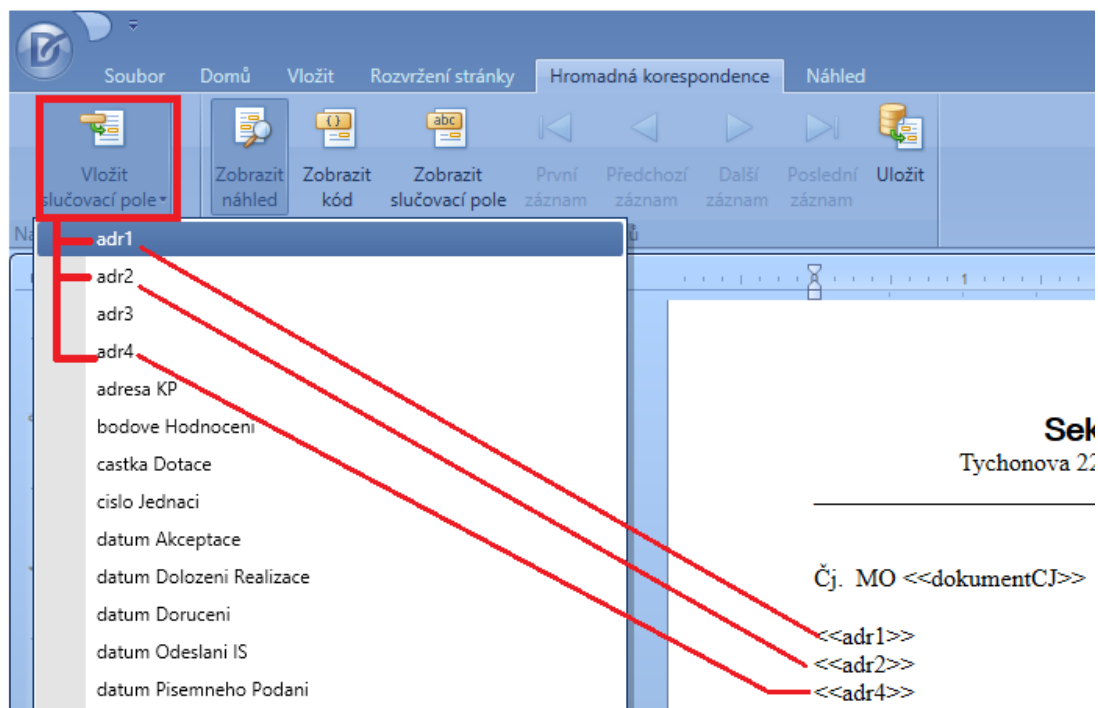 Soubor Domů Vložit Rozvržení stránky Hromadná korespondence Náhled
Vložit slučovací pole
Zobrazit náhled
Zobrazit kód
Zobrazit slučovací pole
První záznam
Předchozí záznam
Další záznam
Poslední záznam
Uložit
adr1
adr2
adr3
adr4
adresa KP
bodove Hodnoceni
castka Dotace
cislo Jednaci
datum Akceptace
datum Dolozeni Realizace
datum Doruceni
datum Odeslani IS
datum Pisemneho Podani
1
Sek
Tychonova 22
Čj. MO <<dokumentCJ>>
<<adr1>>
<<adr2>>
<<adr4>>